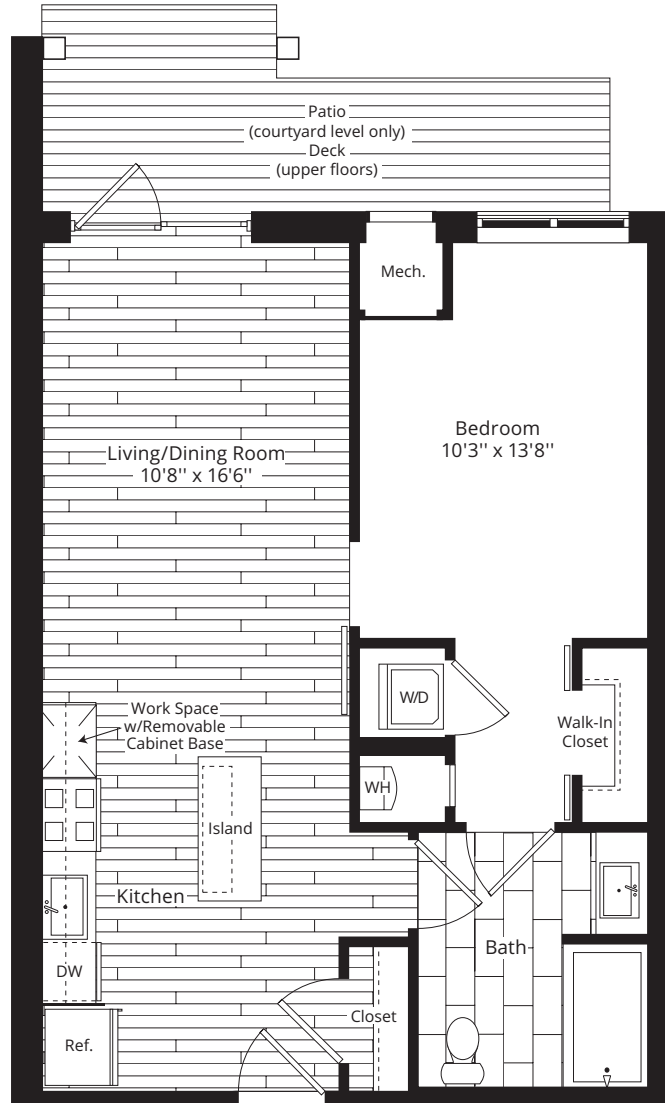 Patio
(courtyard level only)
Deck
(upper floors)
Mech.
Bedroom
10'3'' x 13'8''
Living/Dining Room
10'8'' x 16'6''
W/D
Work Space
w/Removable
Cabinet Base
Walk-In
Closet
WH
Island
Kitchen
Bath
DW
Closet
Ref.